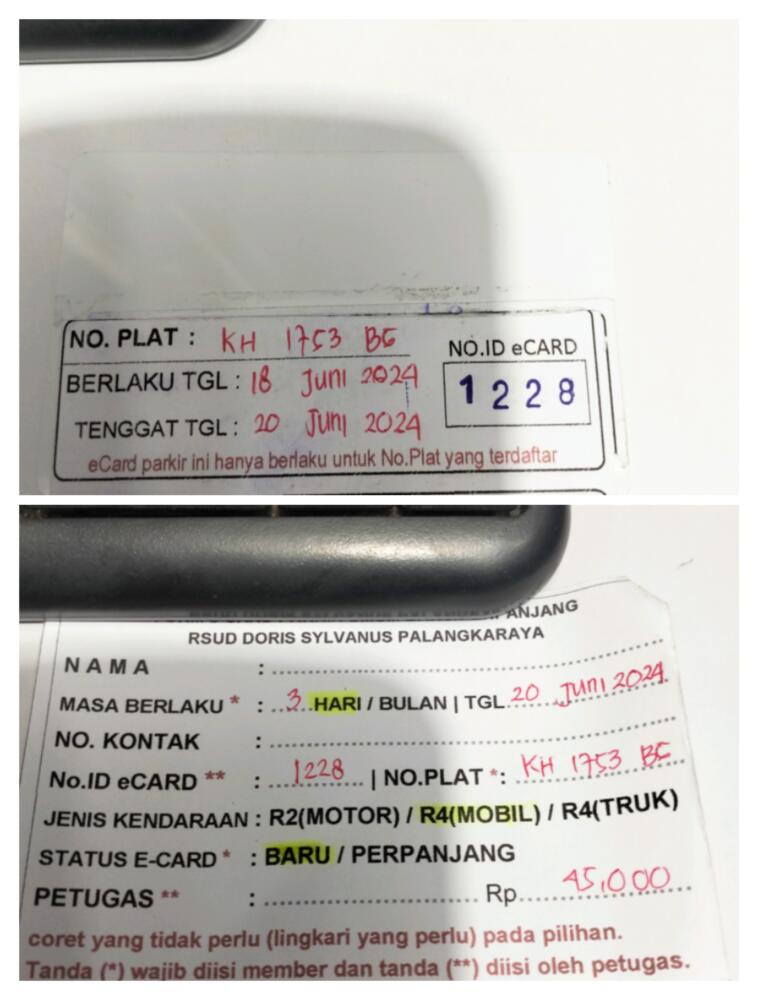 NO. PLAT : KH 1753 BC
NO.ID eCARD
BERLAKU TGL : 18 Juni 2024
1 2 2 8
TENGGAT TGL : 20 Juni 2024
eCard parkir ini hanya berlaku untuk No.Plat yang terdaftar
ANJANG
RSUD DORIS SYLVANUS PALANGKARAYA
NAMA :
MASA BERLAKU * : 3 HARI / BULAN | TGL 20 Juni 2024
NO. KONTAK :
No.ID eCARD ** : 1228 | NO.PLAT *: KH 1753 BC
JENIS KENDARAAN : R2(MOTOR) / R4(MOBIL) / R4(TRUK)
STATUS E-CARD * : BARU / PERPANJANG
PETUGAS ** : Rp. 45,000
coret yang tidak perlu (lingkari yang perlu) pada pilihan.
Tanda (*) wajib diisi member dan tanda (**) diisi oleh petugas.